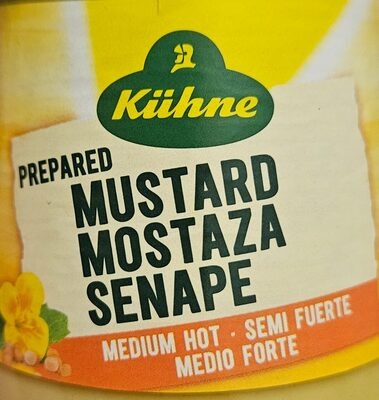 Kühne
PREPARED
MUSTARD
MOSTAZA
SENAPE
MEDIUM HOT · SEMI FUERTE
MEDIO FORTE